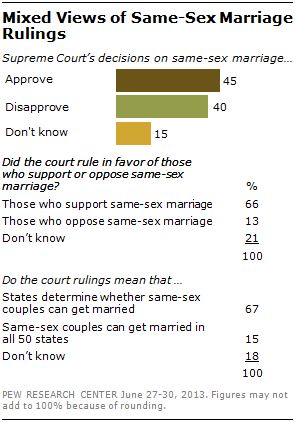 Mixed Views of Same-Sex Marriage
Rulings
Supreme Court's decisions on same-sex marriage...
Approve 45
Disapprove 40
Don't know 15
Did the court rule in favor of those
who support or oppose same-sex
marriage? %
Those who support same-sex marriage 66
Those who oppose same-sex marriage 13
Don't know 21
100
Do the court rulings mean that ...
States determine whether same-sex
couples can get married 67
Same-sex couples can get married in
all 50 states 15
Don't know 18
100
PEW RESEARCH CENTER June 27-30, 2013. Figures may
not add to 100% because of rounding.